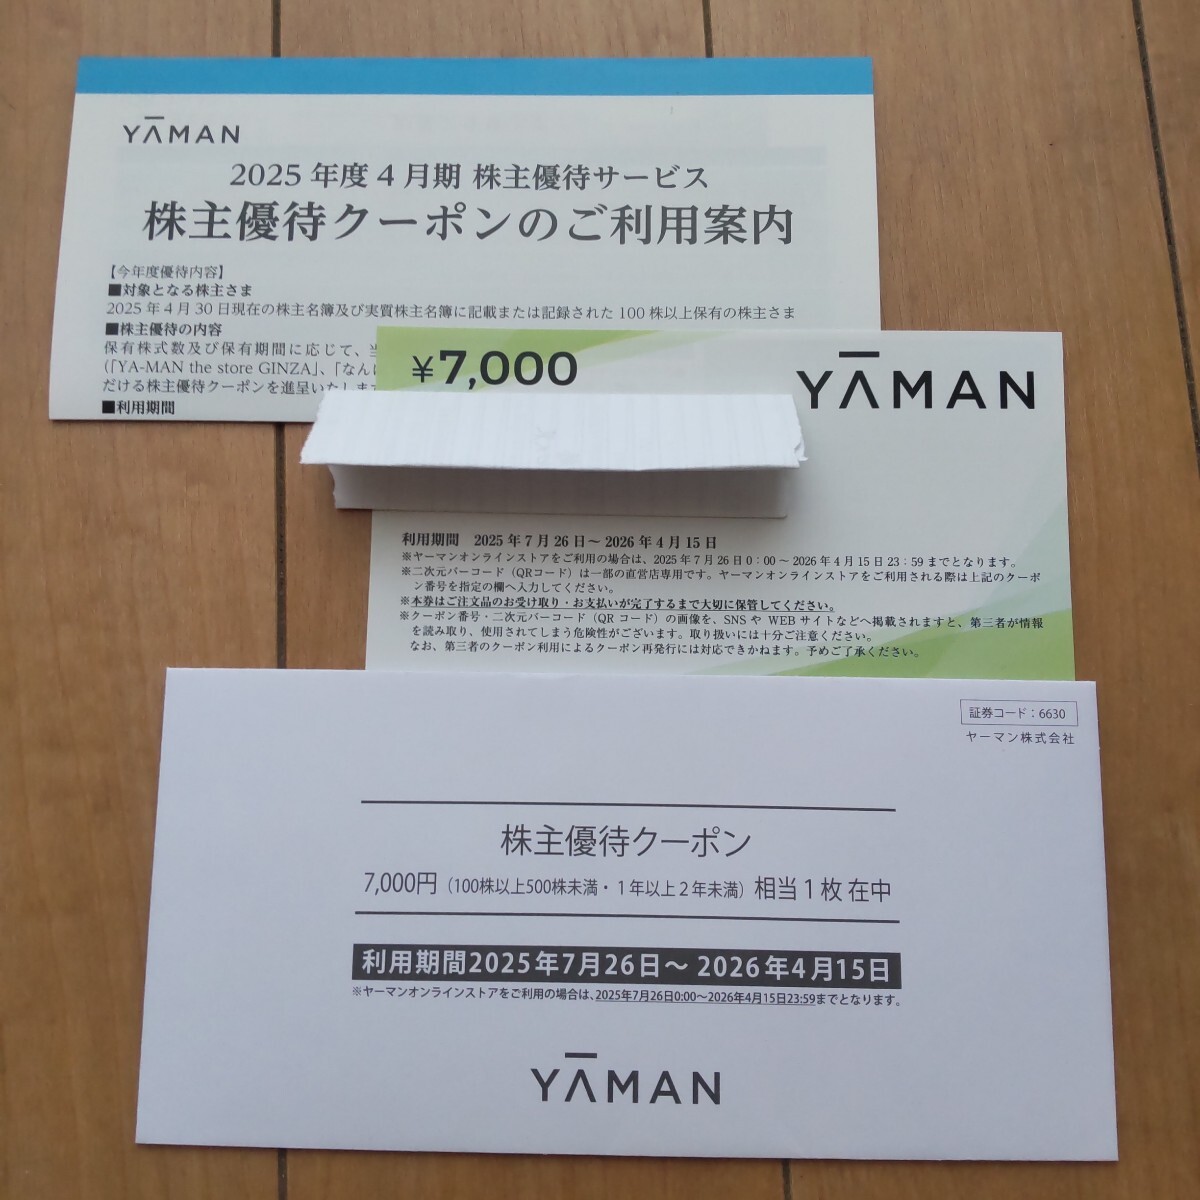 YAMAN
2025年度4月期 株主優待サービス
株主優待クーポンのご利用案内
【今年度優待内容】
■対象となる株主さま
2025年4月30日現在の株主名簿及び実質株主名簿に記載または記録された100株以上保有の株主さま
■株主優待の内容
保有株式数及び保有期間に応じて、当
(「YA-MAN the store GINZA」、「なんば
だける株主優待クーポンを進呈いたします
■利用期間
¥7,000
YAMAN
利用期間 2025年7月26日～2026年4月15日
※ヤーマンオンラインストアをご利用の場合は、2025年7月26日0：00～2026年4月15日23：59までとなります。
※二次元バーコード（QRコード）は一部の直営店専用です。ヤーマンオンラインストアをご利用される際は上記のクーポ
ン番号を指定の欄へ入力してください。
※本券はご注文品のお受け取り・お支払いが完了するまで大切に保管してください。
※クーポン番号・二次元バーコード（QRコード）の画像を、SNSや WEBサイトなどへ掲載されますと、第三者が情報
を読み取り、使用されてしまう危険性がございます。取り扱いには十分ご注意ください。
なお、第三者のクーポン利用によるクーポン再発行には対応できかねます。予めご了承ください。
証券コード：6630
ヤーマン株式会社
株主優待クーポン
7,000円（100株以上500株未満・1年以上2年未満）相当1枚在中
利用期間2025年7月26日～2026年4月15日
※ヤーマンオンラインストアをご利用の場合は、2025年7月26日0:00～2026年4月15日23:59までとなります。
YAMAN